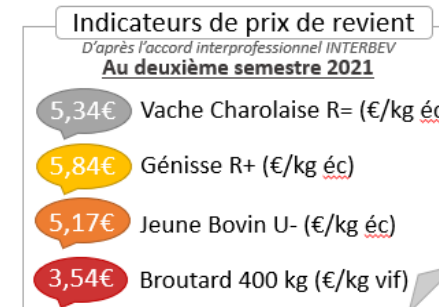 Indicateurs de prix de revient
D'après l'accord interprofessionnel INTERBEV
Au deuxième semestre 2021
5,34€ Vache Charolaise R= (€/kg éc
5,84€ Génisse R+ (€/kg éc)
5,17€ Jeune Bovin U- (€/kg éc)
3,54€ Broutard 400 kg (€/kg vif)